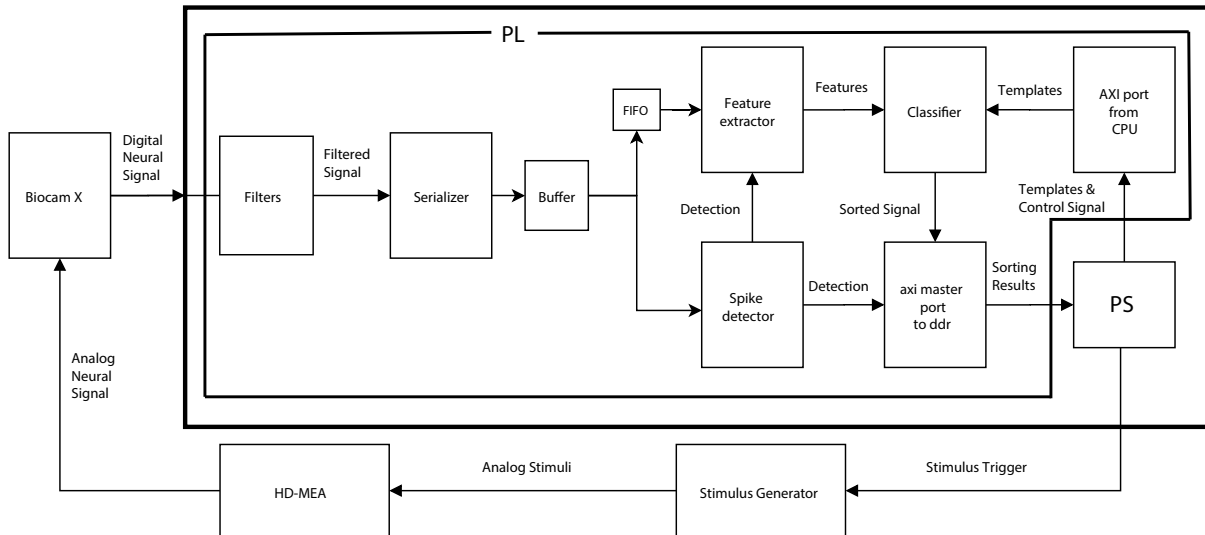 PL
Biocam X
Digital
Neural
Signal
Filters
Filtered
Signal
Serializer
Buffer
FIFO
Feature
extractor
Features
Classifier
Templates
AXI port
from
CPU
Detection
Sorted Signal
Templates &
Control Signal
Spike
detector
Detection
axi master
port
to ddr
Sorting
Results
PS
Analog
Neural
Signal
HD-MEA
Analog Stimuli
Stimulus Generator
Stimulus Trigger